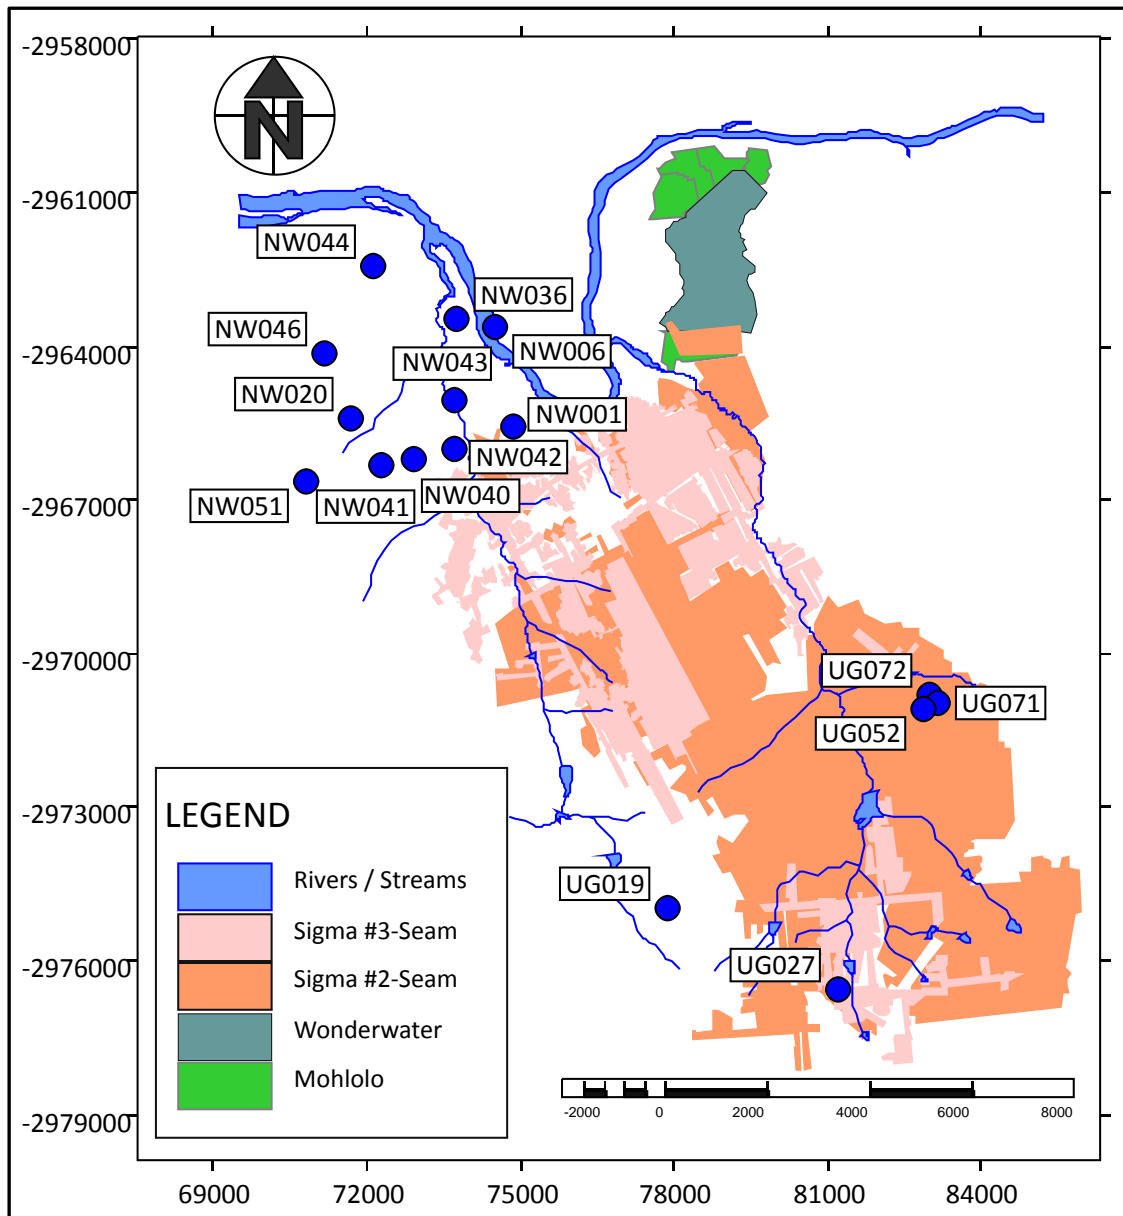 -2958000
N
-2961000
NW044
NW036
NW046
NW006
-2964000
NW043
NW020
NW001
NW042
NW051
NW041
NW040
-2967000
-2970000
UG072
UG071
UG052
-2973000
LEGEND
Rivers / Streams
Sigma #3-Seam
Sigma #2-Seam
Wonderwater
Mohlolo
UG019
-2976000
UG027
-2979000
-2000 0 2000 4000 6000 8000
69000 72000 75000 78000 81000 84000